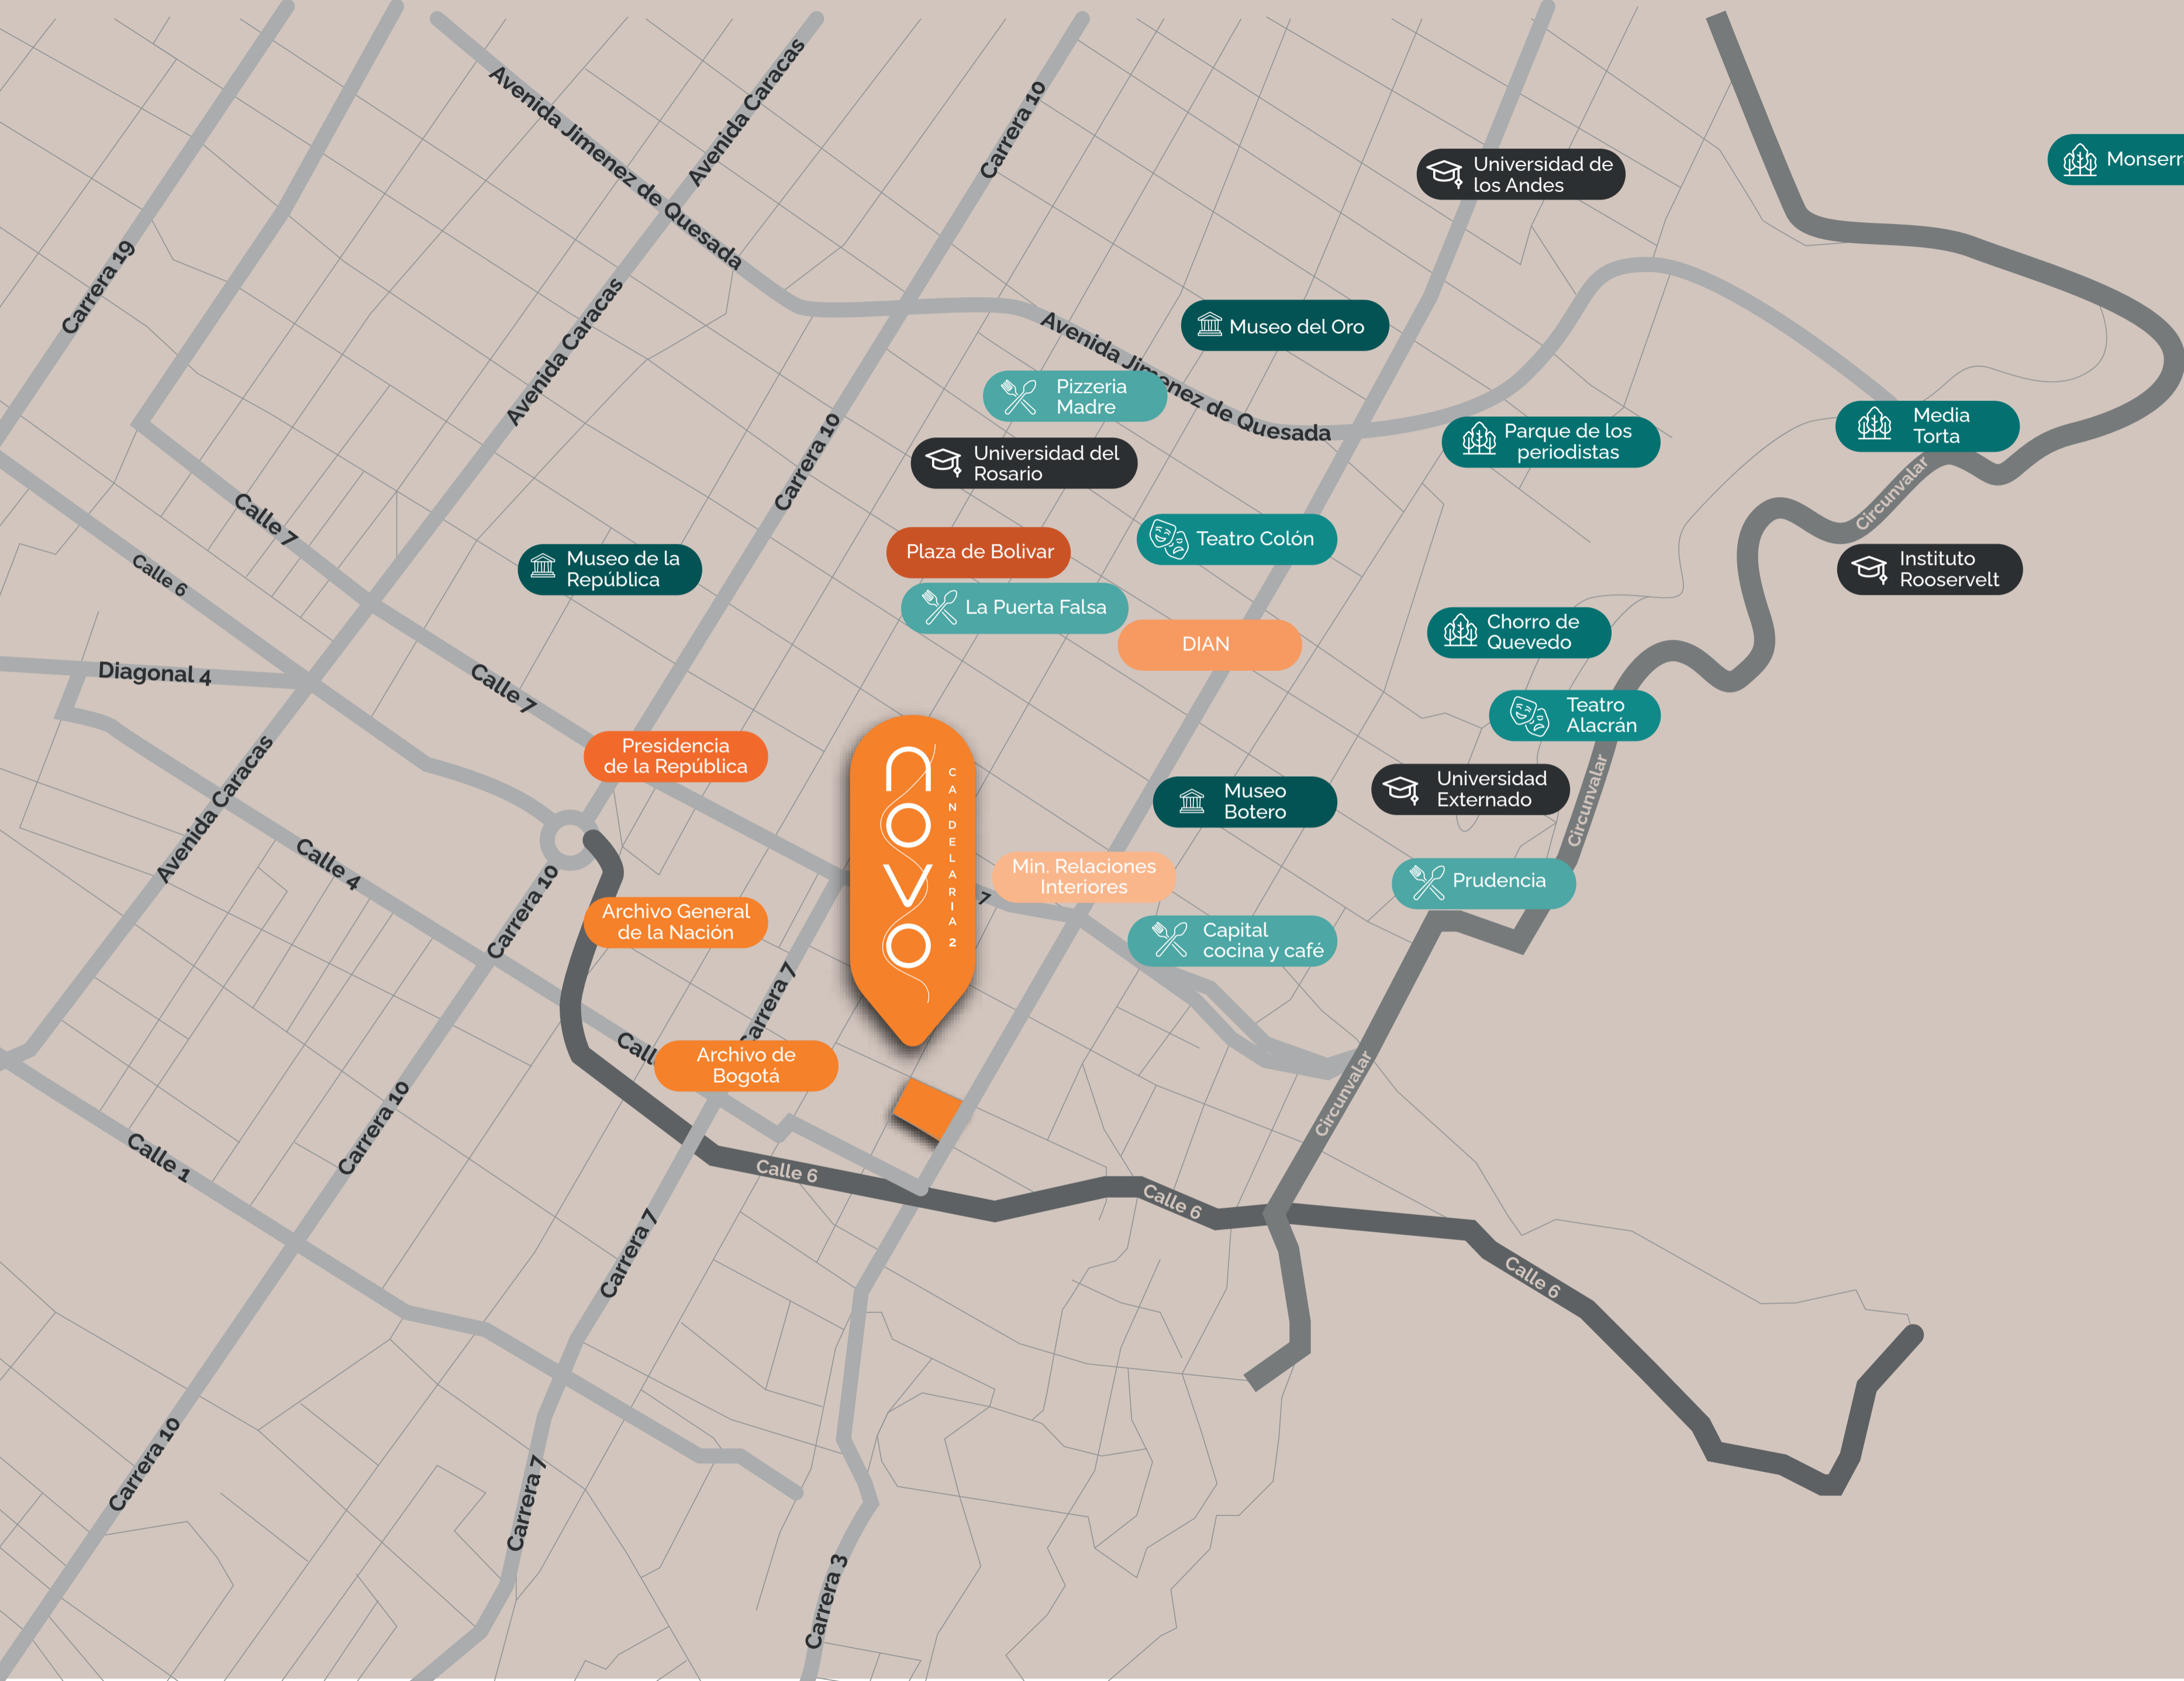 Avenida Jimenez de Quesada
Avenida Caracas
Carrera 10
Universidad de
los Andes
Monserr
Carrera 19
Avenida Caracas
Museo del Oro
Avenida Jimenez de Quesada
Pizzeria
Madre
Carrera 10
Universidad del
Rosario
Parque de los
periodistas
Media
Torta
Circunvalar
Calle 7
Calle 6
Museo de la
República
Plaza de Bolivar
Teatro Colón
Instituto
Rooservelt
La Puerta Falsa
DIAN
Chorro de
Quevedo
Diagonal 4
Calle 7
Teatro
Alacrán
Presidencia
de la República
Avenida Caracas
novo
CANDELARIA 2
Museo
Botero
Universidad
Externado
Circunvalar
Calle 4
Min. Relaciones
Interiores
7
Prudencia
Carrera 10
Archivo General
de la Nación
Capital
cocina y café
Carrera 7
Call
Archivo de
Bogotá
Circunvalar
Carrera 10
Calle 1
Calle 6
Calle 6
Carrera 7
Calle 6
Carrera 10
Carrera 7
Carrera 3